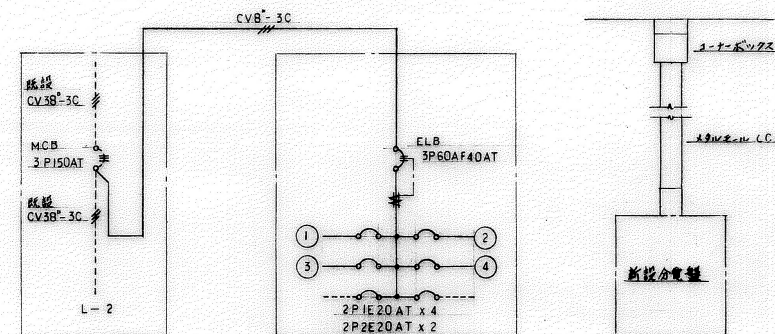 CV8□-3C
既設
CV38□-3C
M.C.B
3P150AT
既設
CV38□-3C
L-2
ELB
3P60AF40AT
1
2
3
4
2P1E20AT x 4
2P2E20AT x 2
コーナーボックス
メタルモール (C
新設分電盤